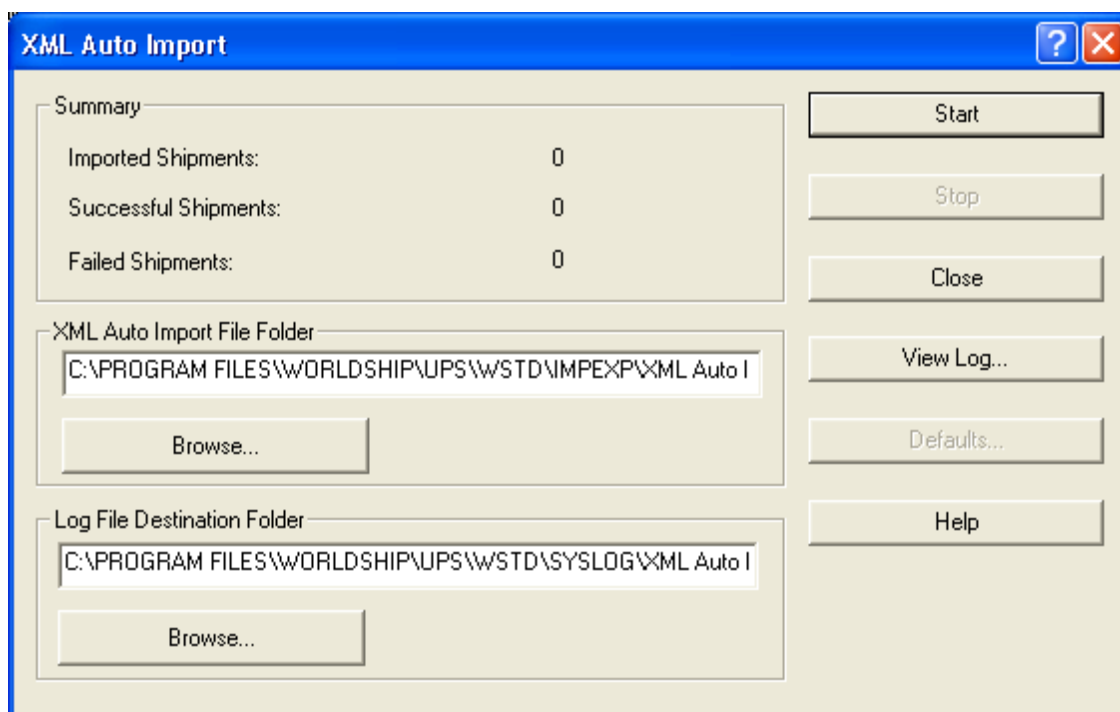 XML Auto Import
Summary
Imported Shipments: 0
Successful Shipments: 0
Failed Shipments: 0
XML Auto Import File Folder
C:\PROGRAM FILES\WORLDSHIP\UPS\WSTD\IMPEXP\XML Auto I
Browse...
Log File Destination Folder
C:\PROGRAM FILES\WORLDSHIP\UPS\WSTD\SYSLOG\XML Auto I
Browse...
Start
Stop
Close
View Log...
Defaults...
Help